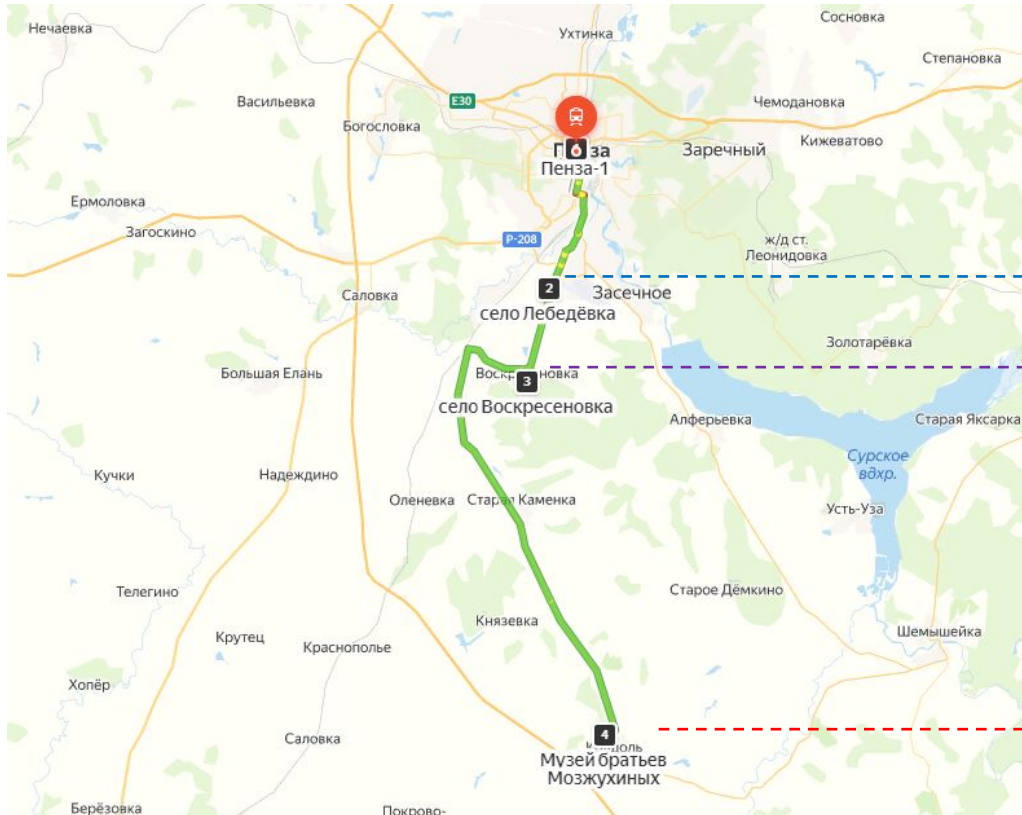 Нечаевка
Сосновка
Ухтинка
Степановка
Васильевка
E30
Чемодановка
Богословка
Кижеватово
6
Заречный
Пенза-1
Ермоловка
Загоскино
Р-208
ж/д ст.
Леонидовка
2
Засечное
Саловка
село Лебедёвка
Золотарёвка
Большая Елань
3
село Воскресеновка
Алферьевка
Старая Яксарка
Сурское
вдхр.
Кучки
Надеждино
Оленевка
Старая Каменка
Усть-Уза
Телегино
Старое Дёмкино
Князевка
Крутец
Краснополье
Шемышейка
Хопёр
Саловка
4
Музей братьев
Мозжухиных
Берёзовка
Покрово-